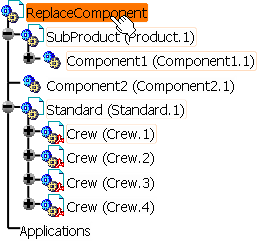 ReplaceComponent
SubProduct (Product.1)
Component1 (Component1.1)
Component2 (Component2.1)
Standard (Standard.1)
Crew (Crew.1)
Crew (Crew.2)
Crew (Crew.3)
Crew (Crew.4)
Applications